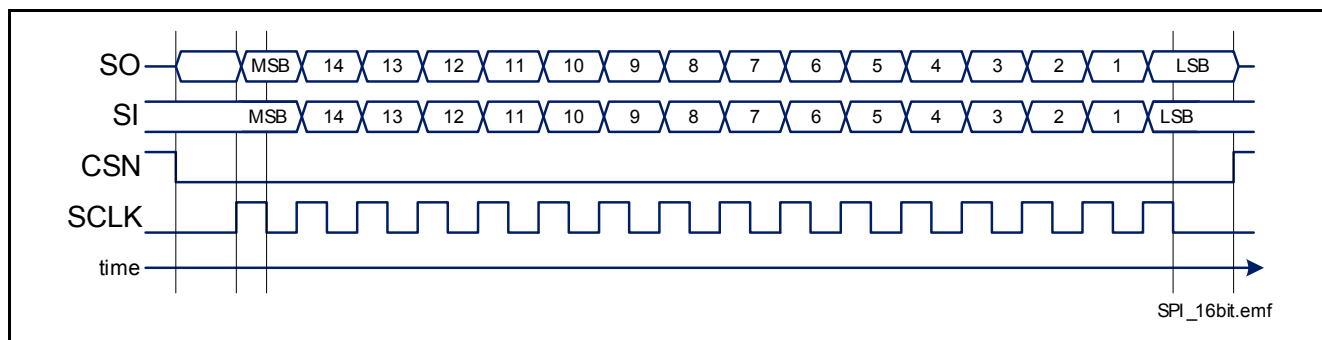 SO MSB 14 13 12 11 10 9 8 7 6 5 4 3 2 1 LSB
SI MSB 14 13 12 11 10 9 8 7 6 5 4 3 2 1 LSB
CSN
SCLK
time
SPI_16bit.emf